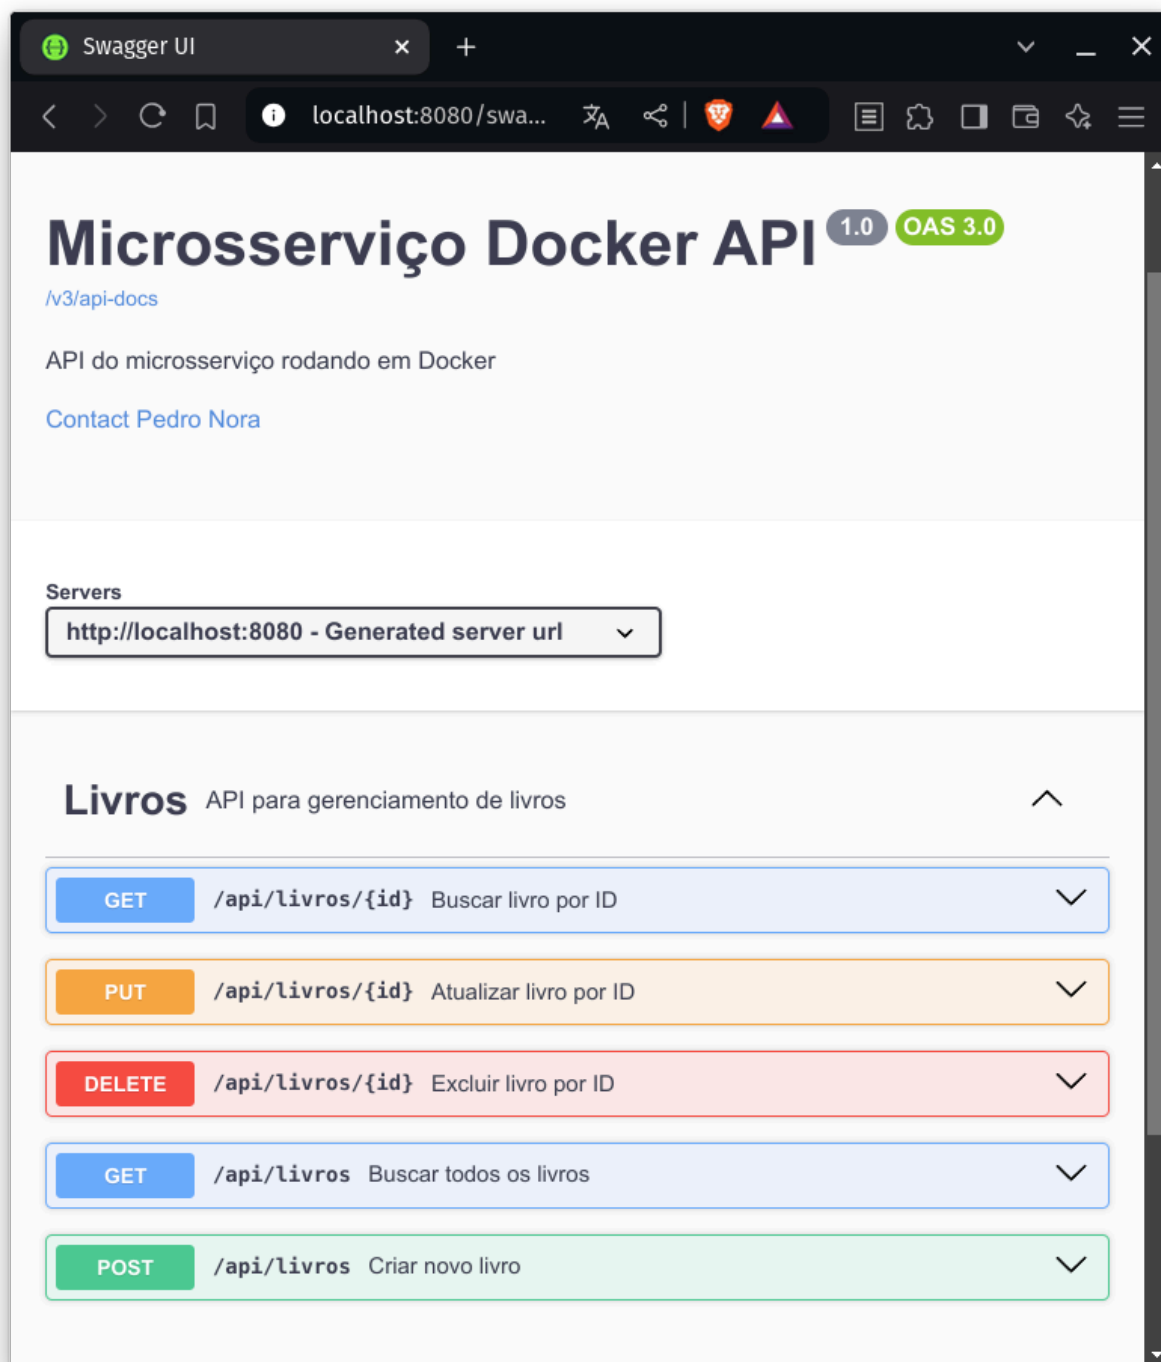 Swagger UI
localhost:8080/swa...
Microsserviço Docker API 1.0 OAS 3.0
/v3/api-docs
API do microsserviço rodando em Docker
Contact Pedro Nora
Servers
http://localhost:8080 - Generated server url
Livros API para gerenciamento de livros
GET /api/livros/{id} Buscar livro por ID
PUT /api/livros/{id} Atualizar livro por ID
DELETE /api/livros/{id} Excluir livro por ID
GET /api/livros Buscar todos os livros
POST /api/livros Criar novo livro